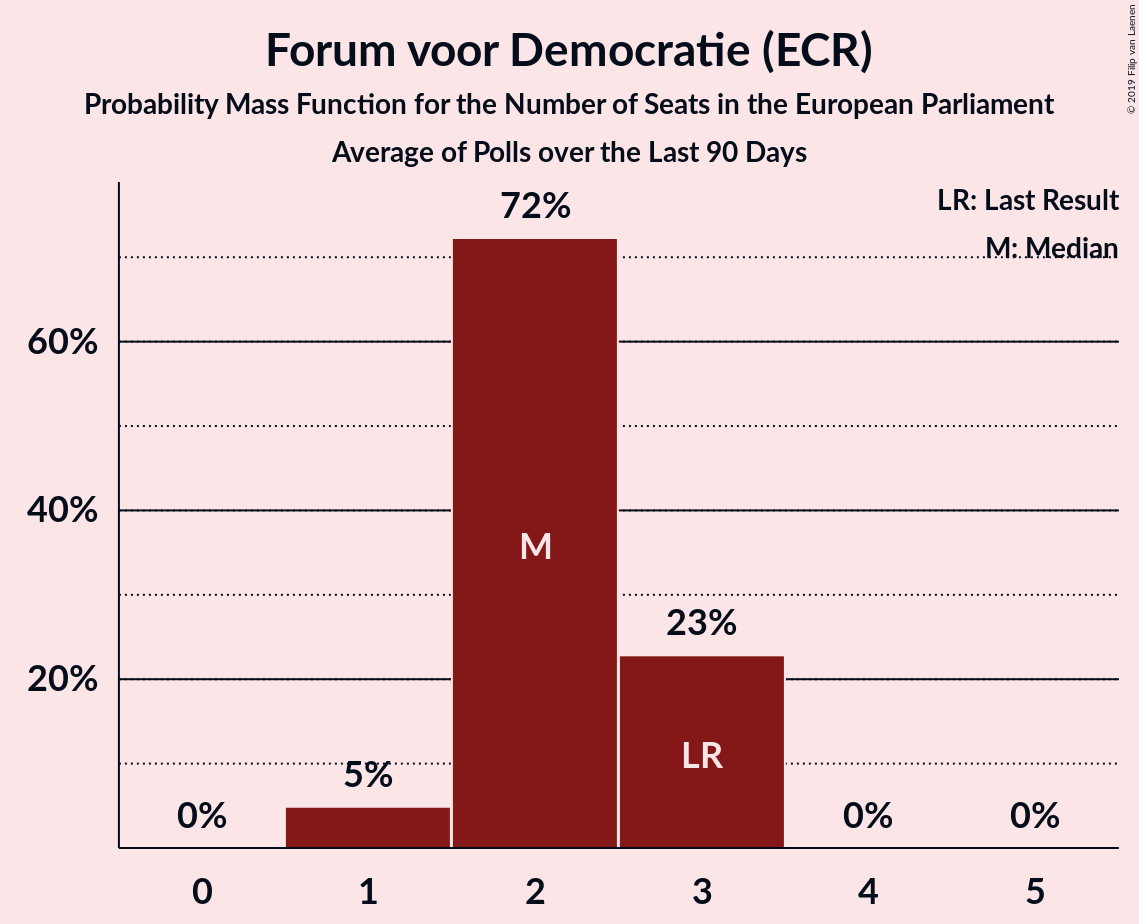 Forum voor Democratie (ECR)
Probability Mass Function for the Number of Seats in the European Parliament
Average of Polls over the Last 90 Days
© 2019 Filip van Laenen
LR: Last Result
M: Median
72%
60%
40%
M
23%
20%
LR
5%
0%
0%
0%
0 1 2 3 4 5